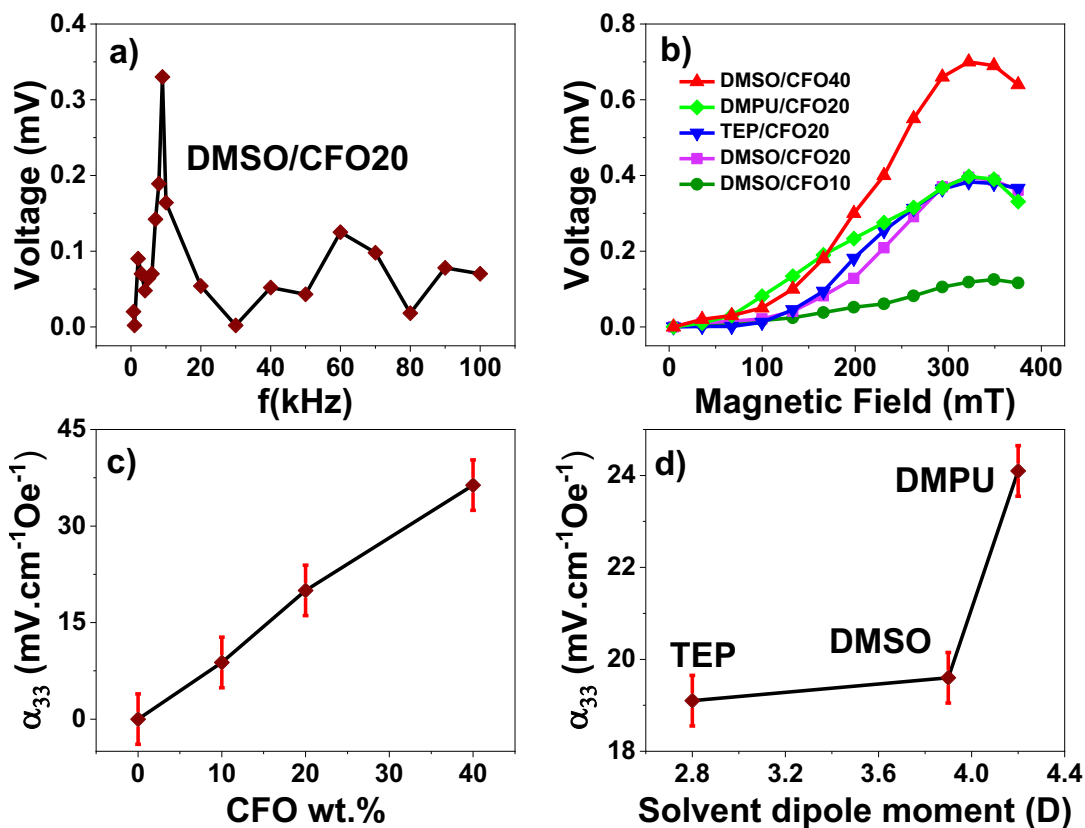 a)
DMSO/CFO20
0.4
0.3
0.2
0.1
0.0
Voltage (mV)
0 20 40 60 80 100
f(kHz)
b)
DMSO/CFO40
DMPU/CFO20
TEP/CFO20
DMSO/CFO20
DMSO/CFO10
0.8
0.6
0.4
0.2
0.0
Voltage (mV)
0 100 200 300 400
Magnetic Field (mT)
c)
45
30
15
0
α33 (mV.cm-1Oe-1)
0 10 20 30 40
CFO wt.%
d)
DMPU
DMSO
TEP
24
22
20
18
α33 (mV.cm-1Oe-1)
2.8 3.2 3.6 4.0 4.4
Solvent dipole moment (D)